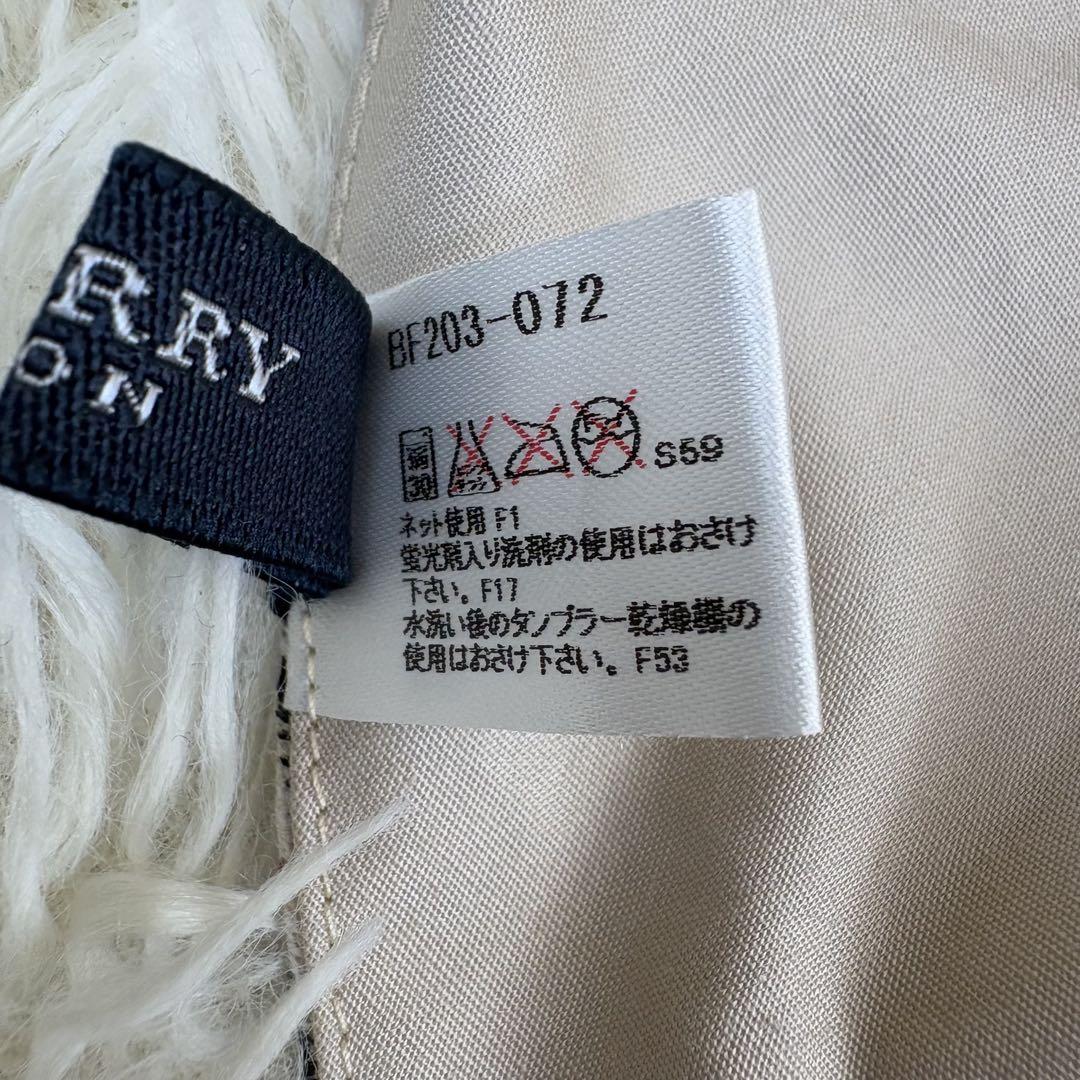 RRY
ON
BF203-072
30
S59
ネット使用 F1
蛍光剤入り洗剤の使用はおさけ
下さい。F17
水洗い後のタンブラー乾燥機の
使用はおさけ下さい。F53